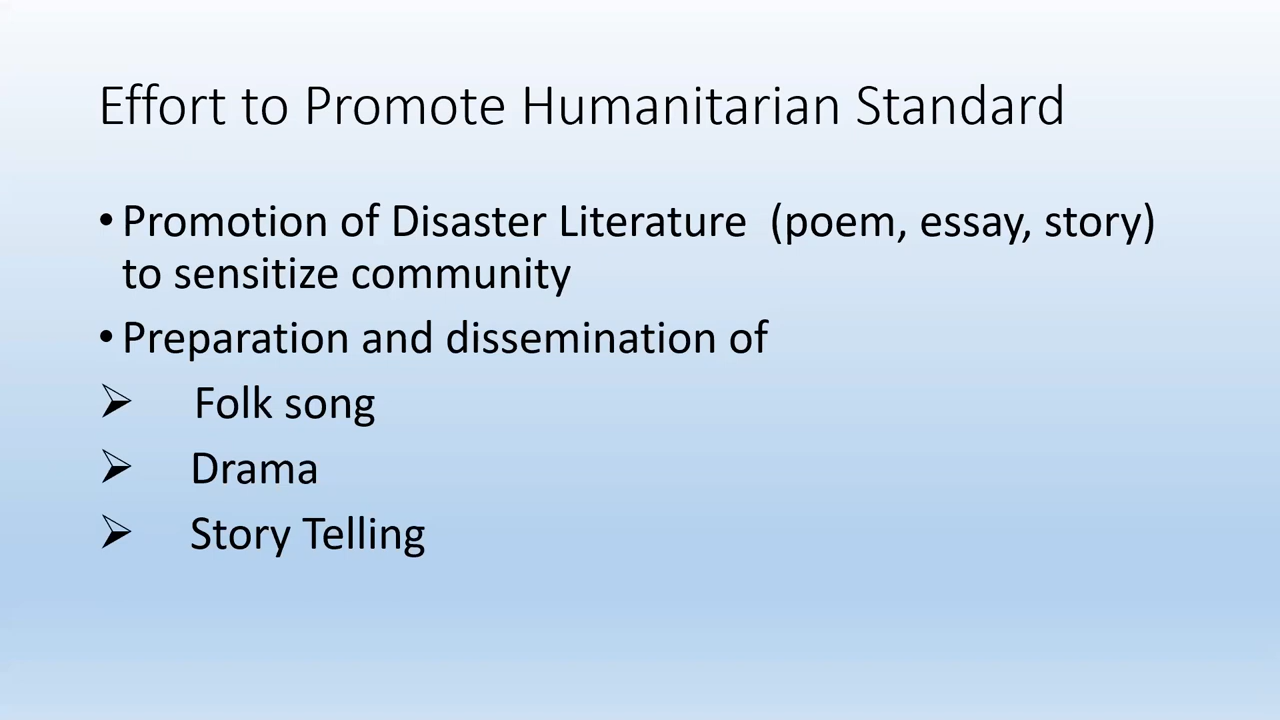 Effort to Promote Humanitarian Standard
• Promotion of Disaster Literature (poem, essay, story)
to sensitize community
• Preparation and dissemination of
➢ Folk song
➢ Drama
➢ Story Telling